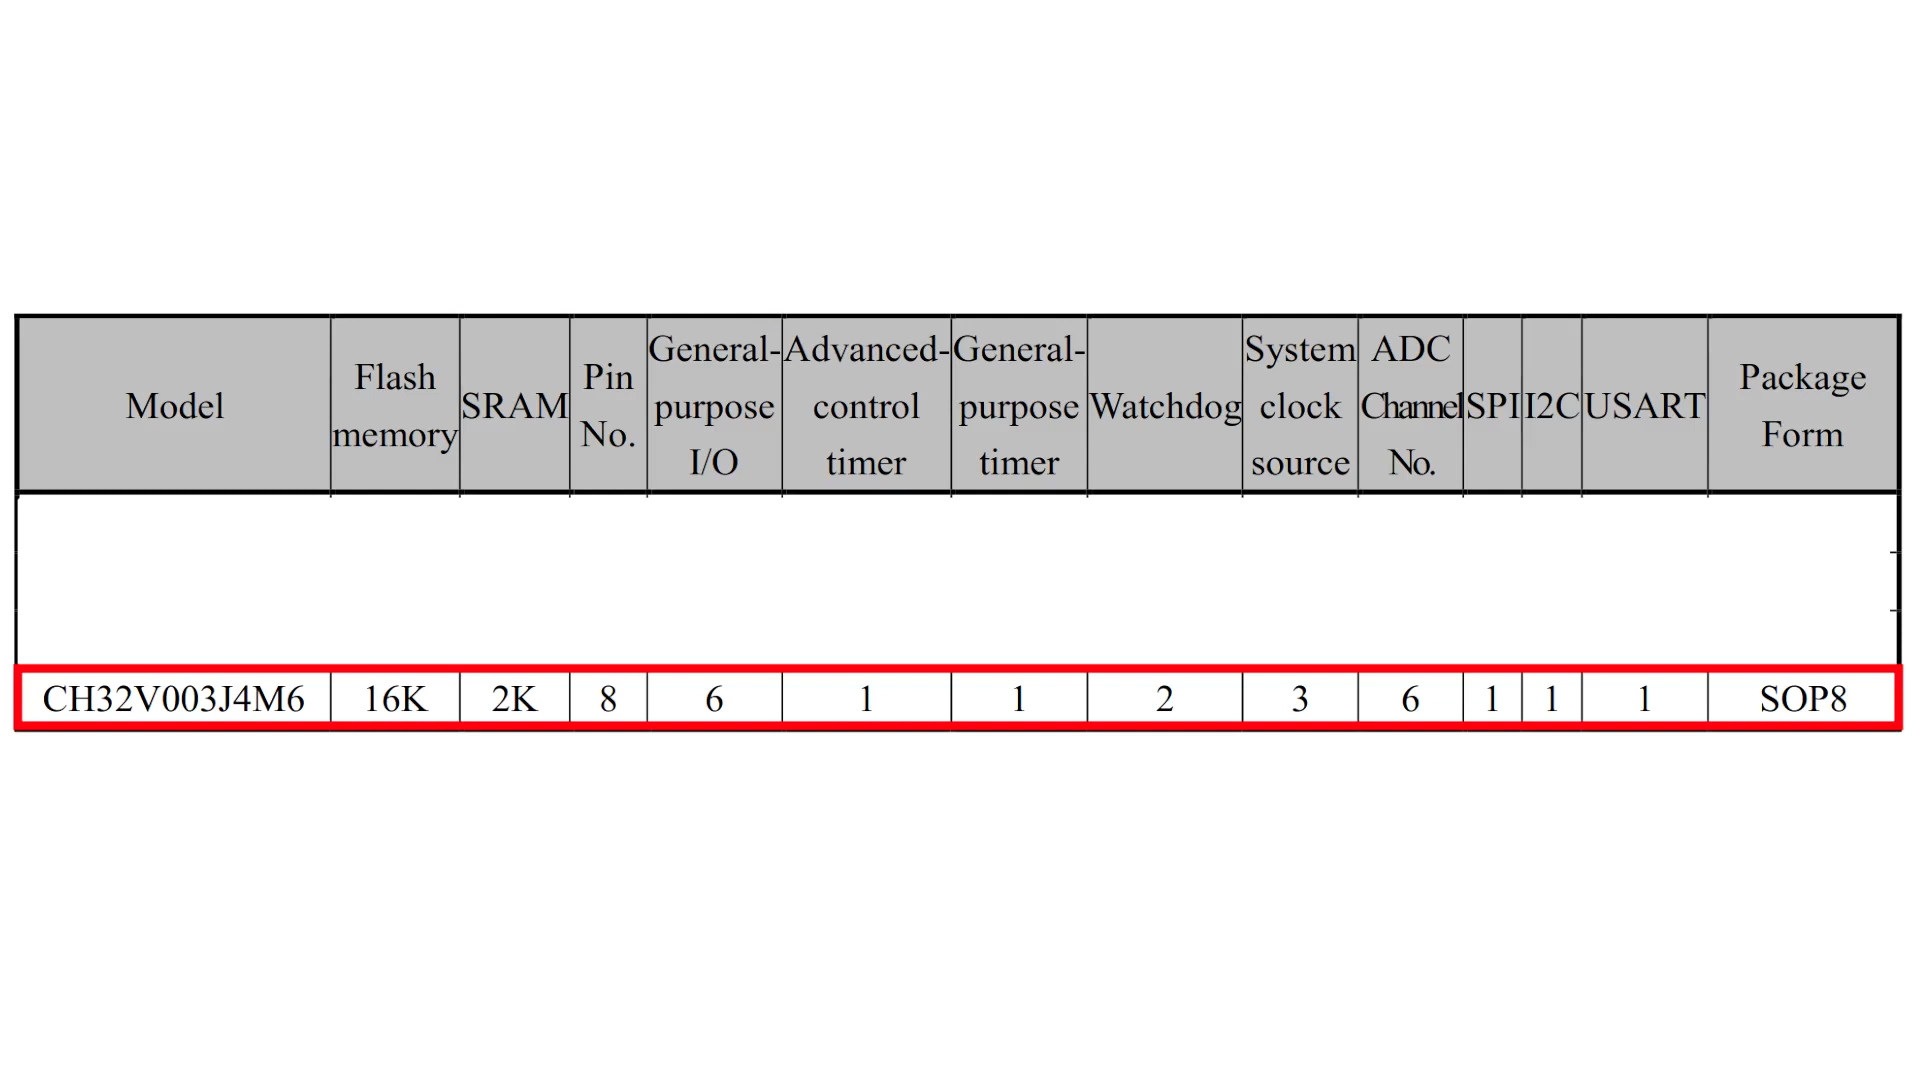 Model
Flash
memory
SRAM
Pin
No.
General-
purpose
I/O
Advanced-
control
timer
General-
purpose
timer
Watchdog
System
clock
source
ADC
Channel
No.
SPI
I2C
USART
Package
Form
CH32V003J4M6 16K 2K 8 6 1 1 2 3 6 1 1 1 SOP8